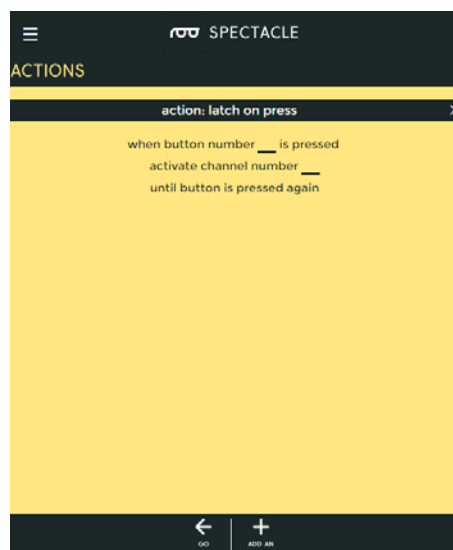 SPECTACLE
ACTIONS
action: latch on press
when button number __ is pressed
activate channel number __
until button is pressed again
GO
ADD AN